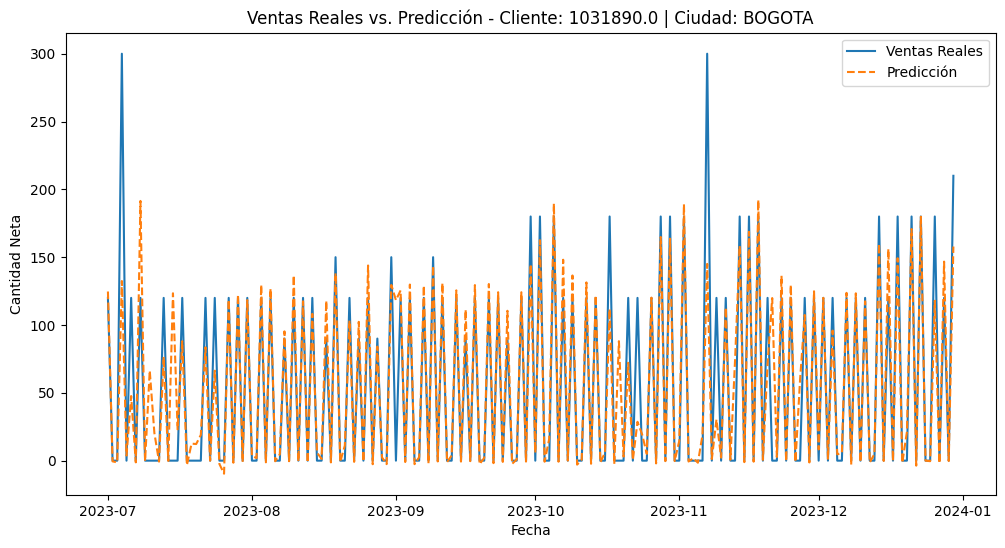 Ventas Reales vs. Predicción - Cliente: 1031890.0 | Ciudad: BOGOTA
Ventas Reales
Predicción
Cantidad Neta
300
250
200
150
100
50
0
2023-07
2023-08
2023-09
2023-10
2023-11
2023-12
2024-01
Fecha